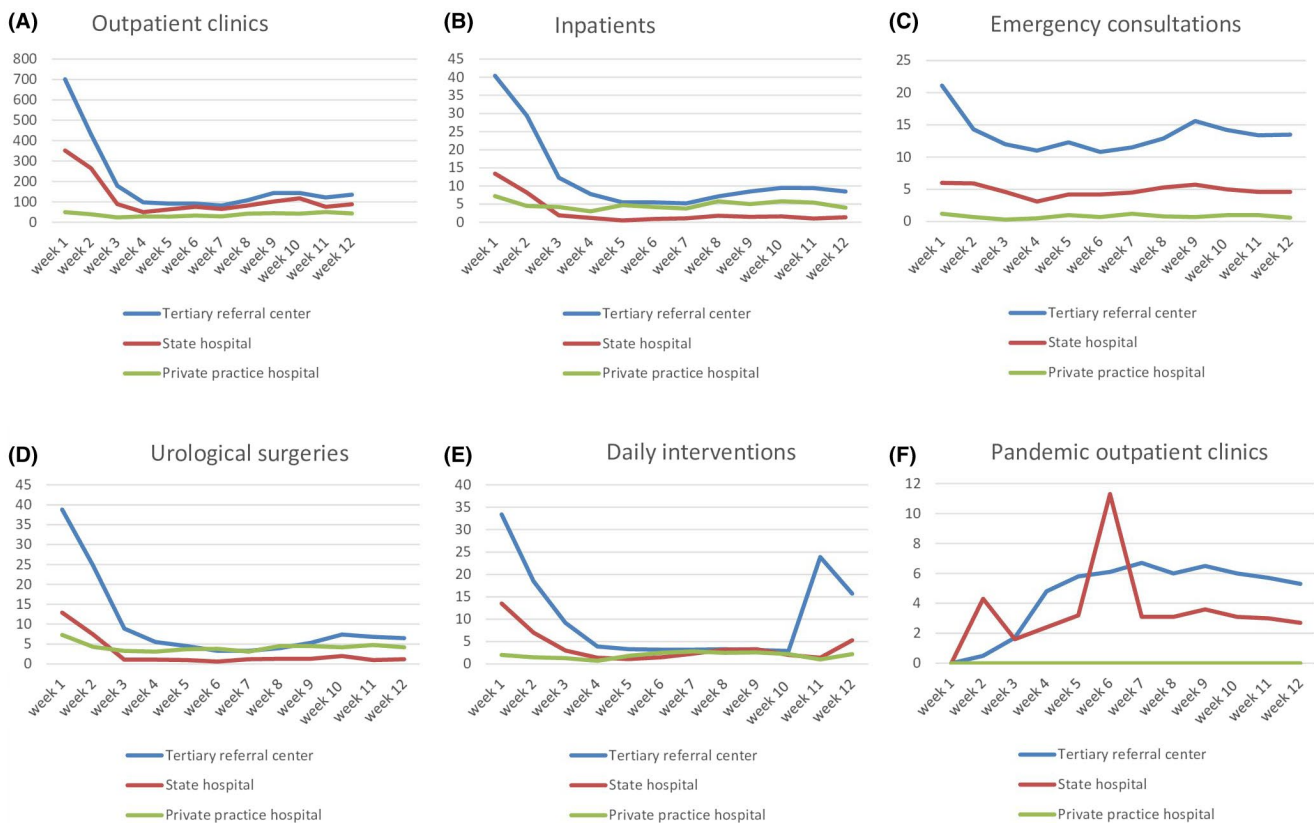 (A) Outpatient clinics
800
700
600
500
400
300
200
100
0
week 1 week 2 week 3 week 4 week 5 week 6 week 7 week 8 week 9 week 10 week 11 week 12
Tertiary referral center
State hospital
Private practice hospital
(B) Inpatients
45
40
35
30
25
20
15
10
5
0
week 1 week 2 week 3 week 4 week 5 week 6 week 7 week 8 week 9 week 10 week 11 week 12
Tertiary referral center
State hospital
Private practice hospital
(C) Emergency consultations
25
20
15
10
5
0
week 1 week 2 week 3 week 4 week 5 week 6 week 7 week 8 week 9 week 10 week 11 week 12
Tertiary referral center
State hospital
Private practice hospital
(D) Urological surgeries
45
40
35
30
25
20
15
10
5
0
week 1 week 2 week 3 week 4 week 5 week 6 week 7 week 8 week 9 week 10 week 11 week 12
Tertiary referral center
State hospital
Private practice hospital
(E) Daily interventions
40
35
30
25
20
15
10
5
0
week 1 week 2 week 3 week 4 week 5 week 6 week 7 week 8 week 9 week 10 week 11 week 12
Tertiary referral center
State hospital
Private practice hospital
(F) Pandemic outpatient clinics
12
10
8
6
4
2
0
week 1 week 2 week 3 week 4 week 5 week 6 week 7 week 8 week 9 week 10 week 11 week 12
Tertiary referral center
State hospital
Private practice hospital